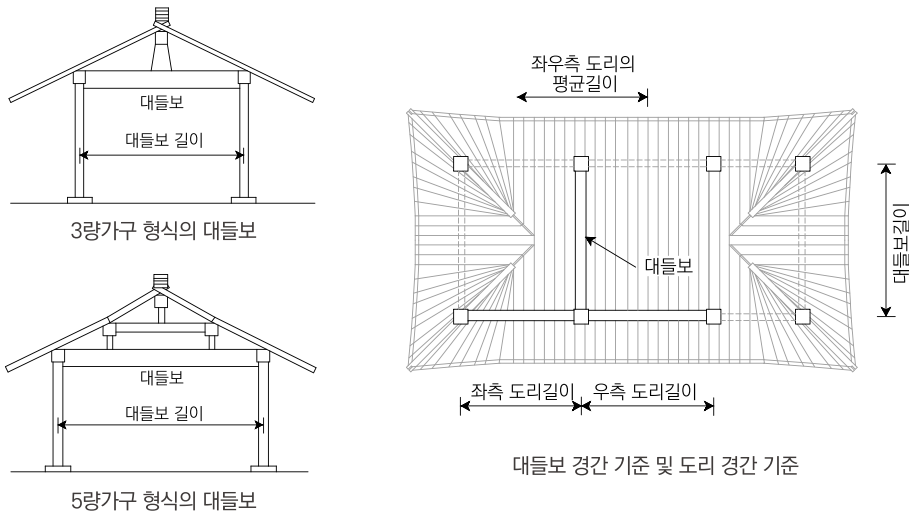 대들보
대들보 길이
3량가구 형식의 대들보
대들보
대들보 길이
5량가구 형식의 대들보
좌우측 도리의
평균길이
대들보
대들보길이
좌측 도리길이
우측 도리길이
대들보 경간 기준 및 도리 경간 기준